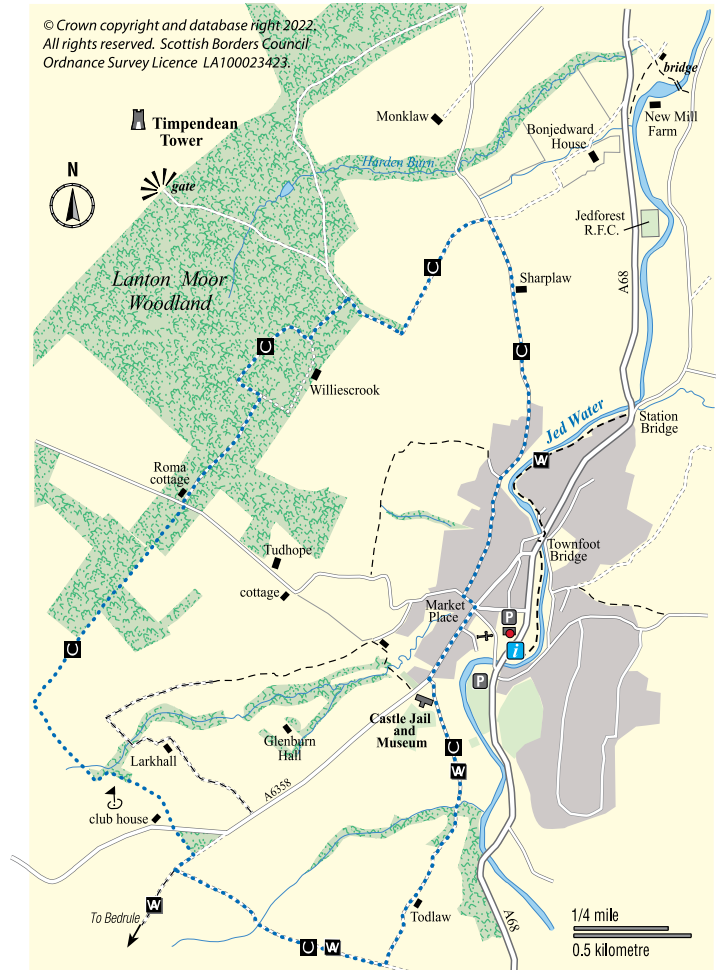 © Crown copyright and database right 2022.
All rights reserved. Scottish Borders Council
Ordnance Survey Licence LA100023423.
bridge
New Mill
Farm
Monklaw
Timpendean
Tower
Bonjedward
House
Harden Burn
N
gate
Jedforest
R.F.C.
A68
Lanton Moor
Woodland
Sharplaw
Williescrook
Jed Water
Station
Bridge
W
Roma
cottage
Townfoot
Bridge
Tudhope
cottage
Market
Place
P
i
P
Castle Jail
and
Museum
Glenburn
Hall
Larkhall
W
A6358
club house
W
To Bedrule
Todlaw
A68
W
1/4 mile
0.5 kilometre